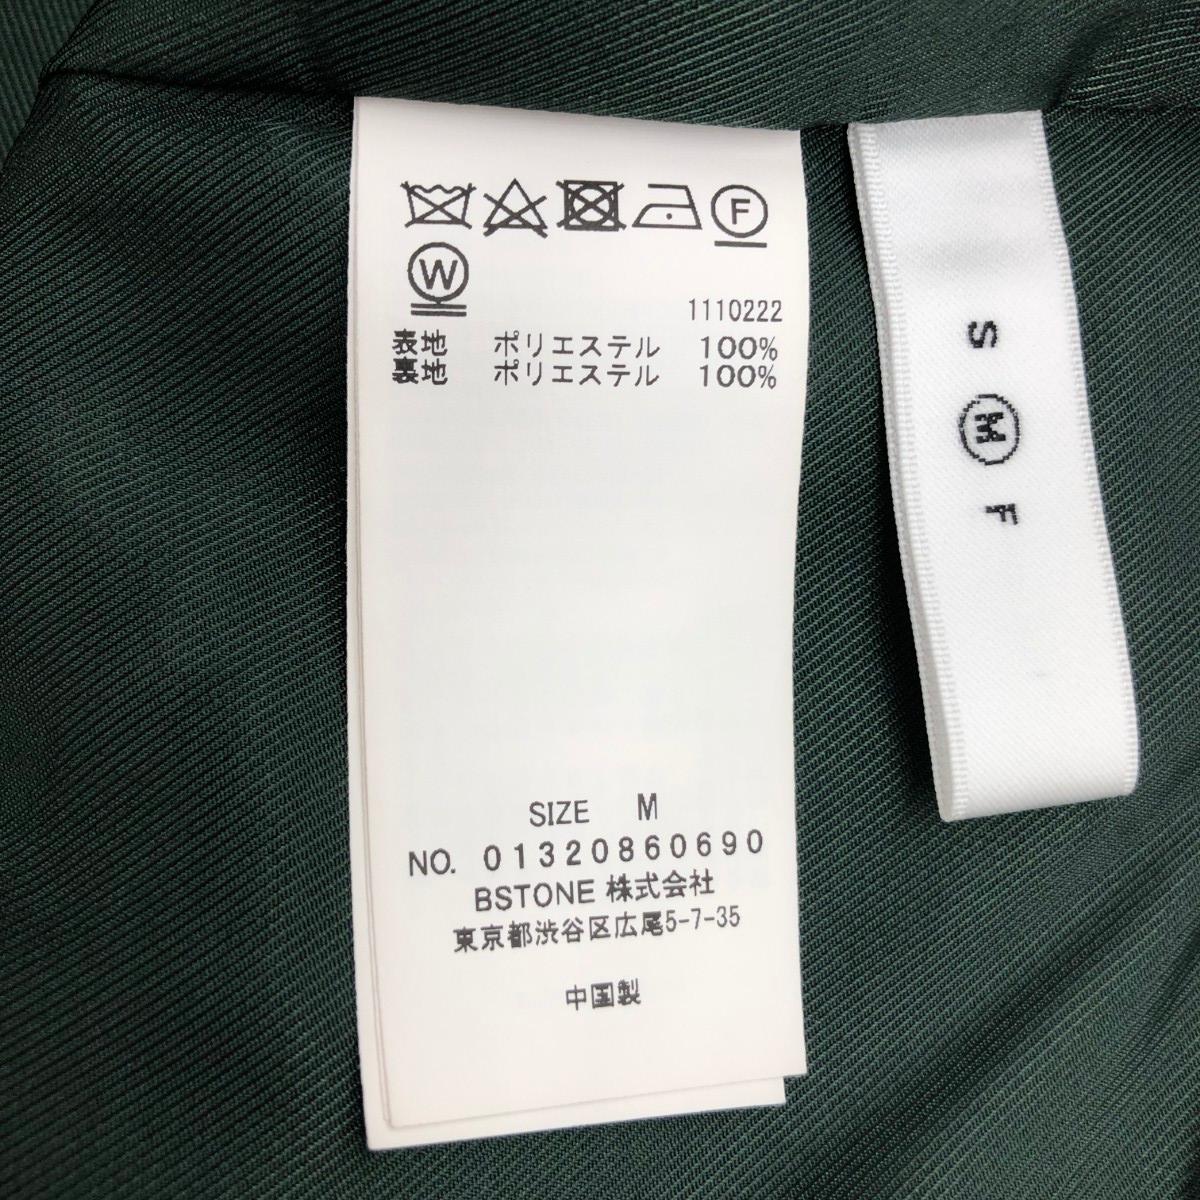 F
W
1110222
表地 ポリエステル 100%
裏地 ポリエステル 100%
SIZE M
NO. 01320860690
BSTONE 株式会社
東京都渋谷区広尾5-7-35
中国製
S M F